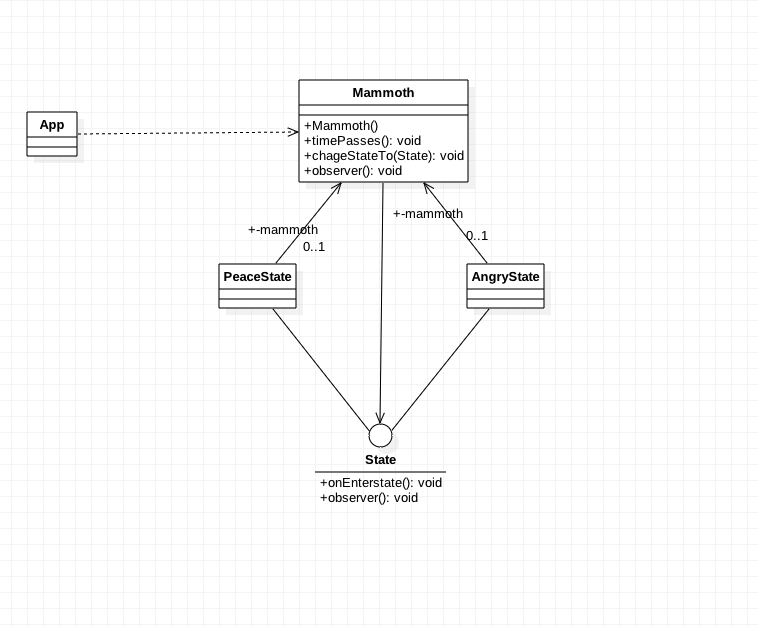 Mammoth
App
+Mammoth()
+timePasses(): void
+chageStateTo(State): void
+observer(): void
+-mammoth
0..1
+-mammoth
0..1
PeaceState
AngryState
State
+onEnterstate(): void
+observer(): void